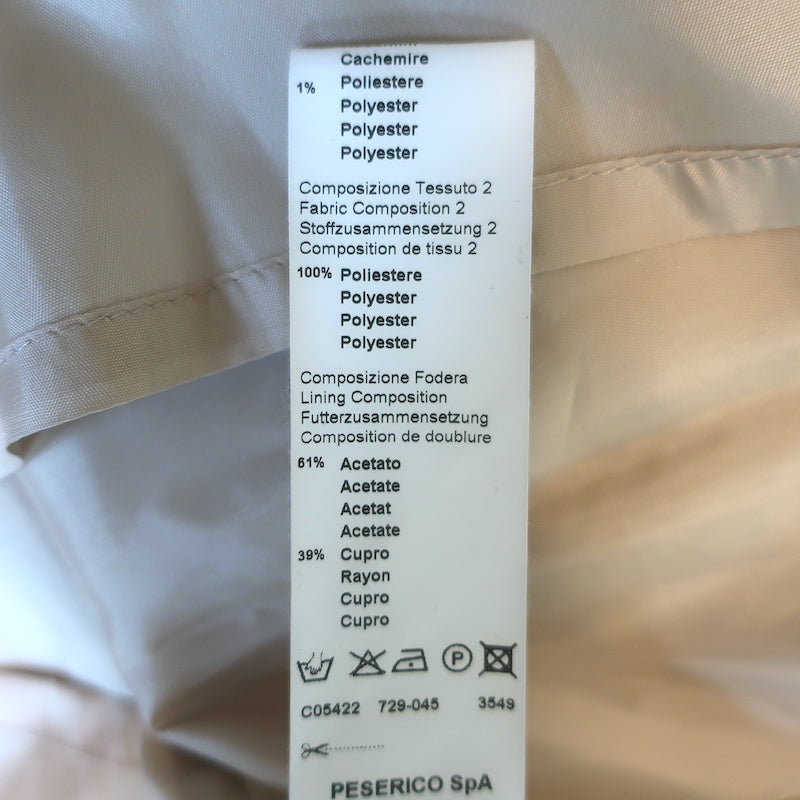 Cachemire
1% Poliestere
Polyester
Polyester
Polyester
Composizione Tessuto 2
Fabric Composition 2
Stoffzusammensetzung 2
Composition de tissu 2
100% Poliestere
Polyester
Polyester
Polyester
Composizione Fodera
Lining Composition
Futterzusammensetzung
Composition de doublure
61% Acetato
Acetate
Acetat
Acetate
39% Cupro
Rayon
Cupro
Cupro
P
C05422 729-045 3549
PESERICO SpA